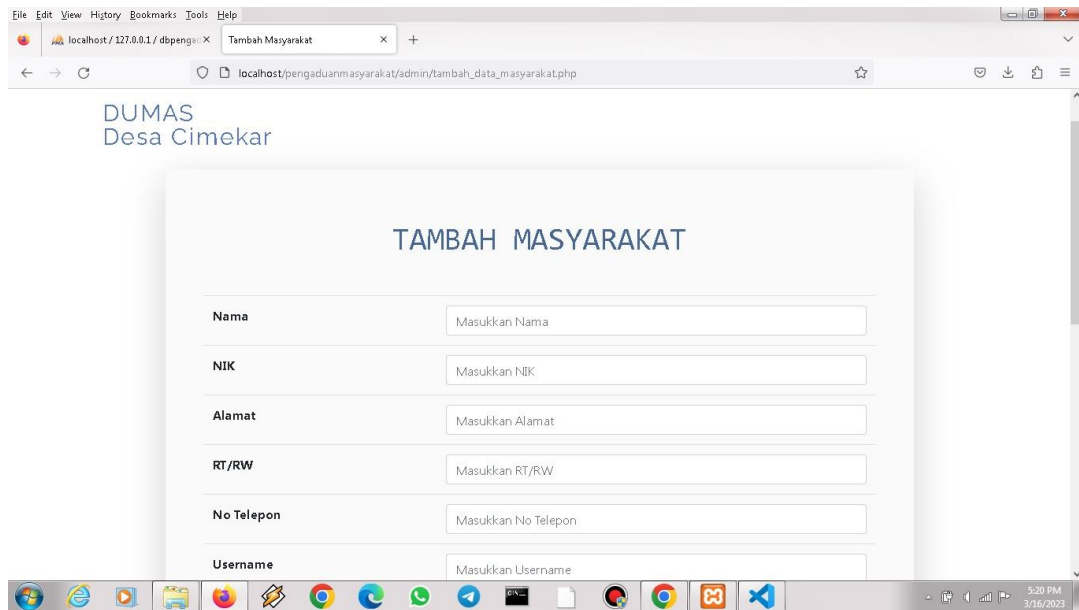 File Edit View History Bookmarks Tools Help
localhost / 127.0.0.1 / dbpengad
Tambah Masyarakat
localhost/pengaduanmasyarakat/admin/tambah_data_masyarakat.php
DUMAS
Desa Cimekar
TAMBAH MASYARAKAT
Nama Masukkan Nama
NIK Masukkan NIK
Alamat Masukkan Alamat
RT/RW Masukkan RT/RW
No Telepon Masukkan No Telepon
Username Masukkan Username
5:20 PM
3/16/2023